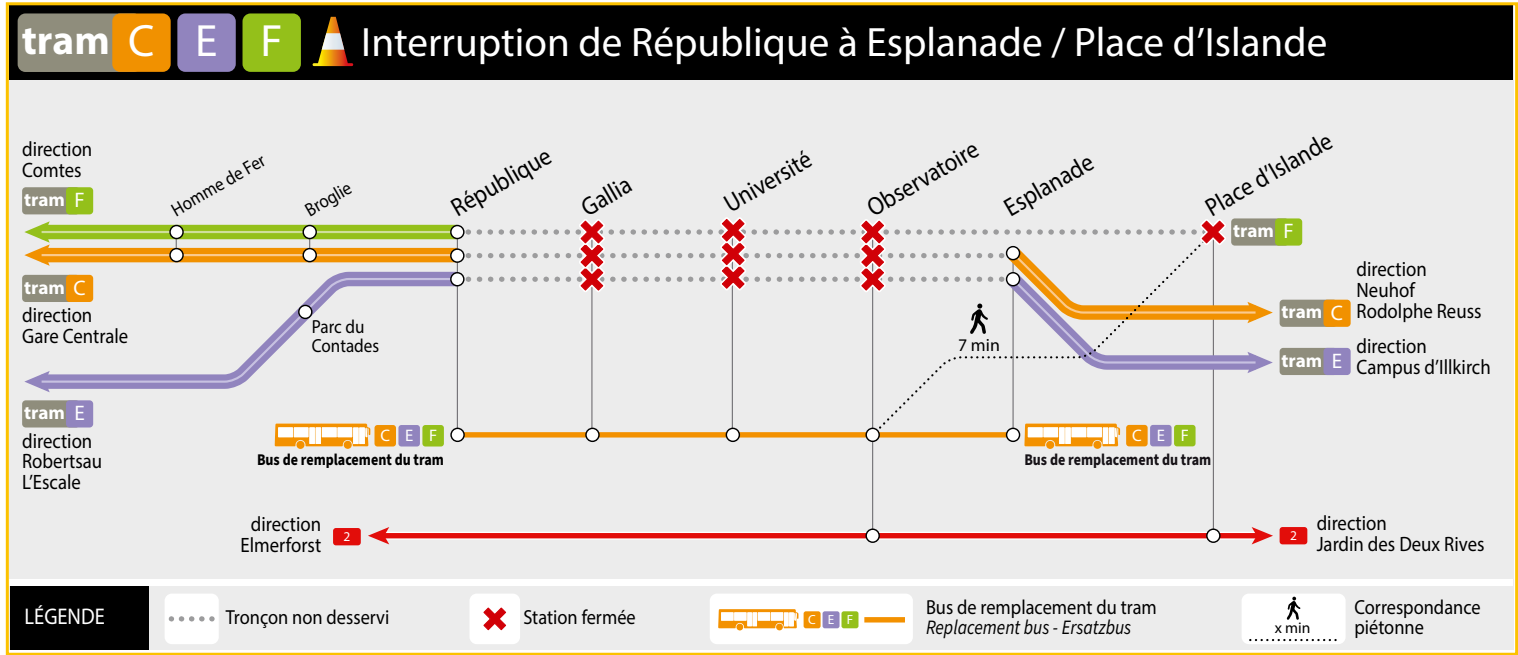 tram C E F Interruption de République à Esplanade / Place d'Islande
direction
Comtes
tram F
Homme de Fer
Broglie
République
Gallia
Université
Observatoire
Esplanade
Place d'Islande
tram F
tram C
direction
Gare Centrale
Parc du
Contades
7 min
direction
Neuhof
tram C Rodolphe Reuss
direction
tram E Campus d'Illkirch
tram E
direction
Robertsau
L'Escale
C E F
Bus de remplacement du tram
C E F
Bus de remplacement du tram
direction
Elmerforst 2
2 direction
Jardin des Deux Rives
LÉGENDE
Tronçon non desservi
Station fermée
C E F
Bus de remplacement du tram
Replacement bus - Ersatzbus
x min
Correspondance
piétonne